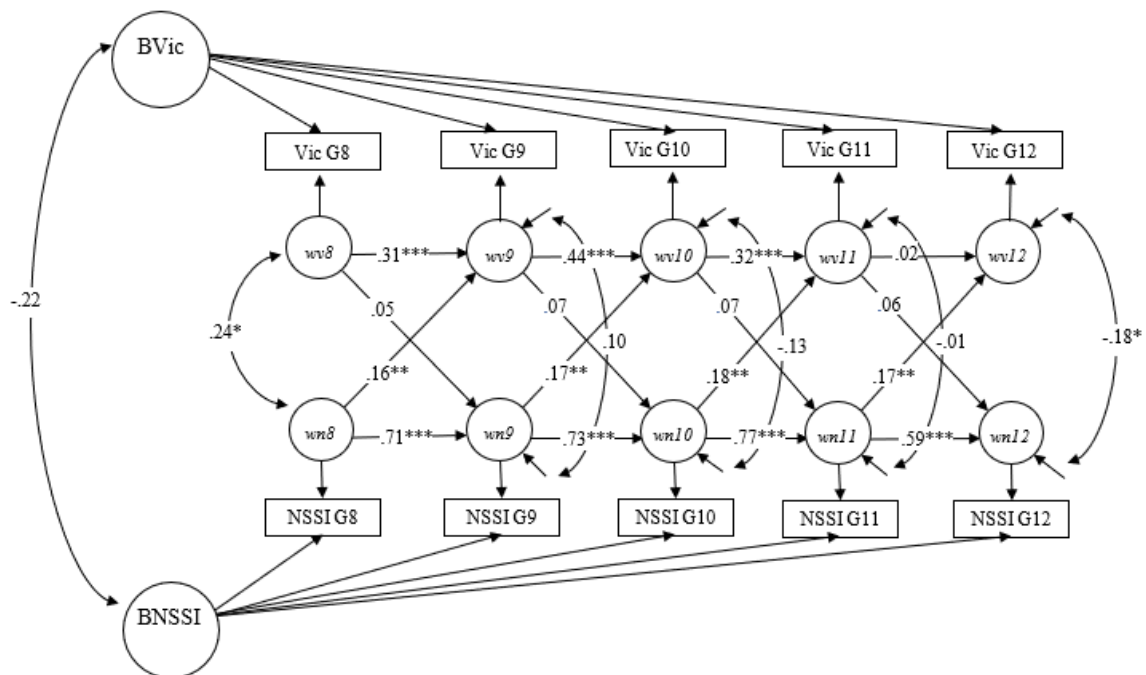 BVic
Vic G8
Vic G9
Vic G10
Vic G11
Vic G12
wv8
.31***
wv9
.44***
wv10
.32***
wv11
.02
wv12
-.22
.24*
.05
.07
.10
.07
-.13
.06
-.01
-.18*
.16**
.17**
.18**
.17**
wn8
.71***
wn9
.73***
wn10
.77***
wn11
.59***
wn12
NSSI G8
NSSI G9
NSSI G10
NSSI G11
NSSI G12
BNSSI